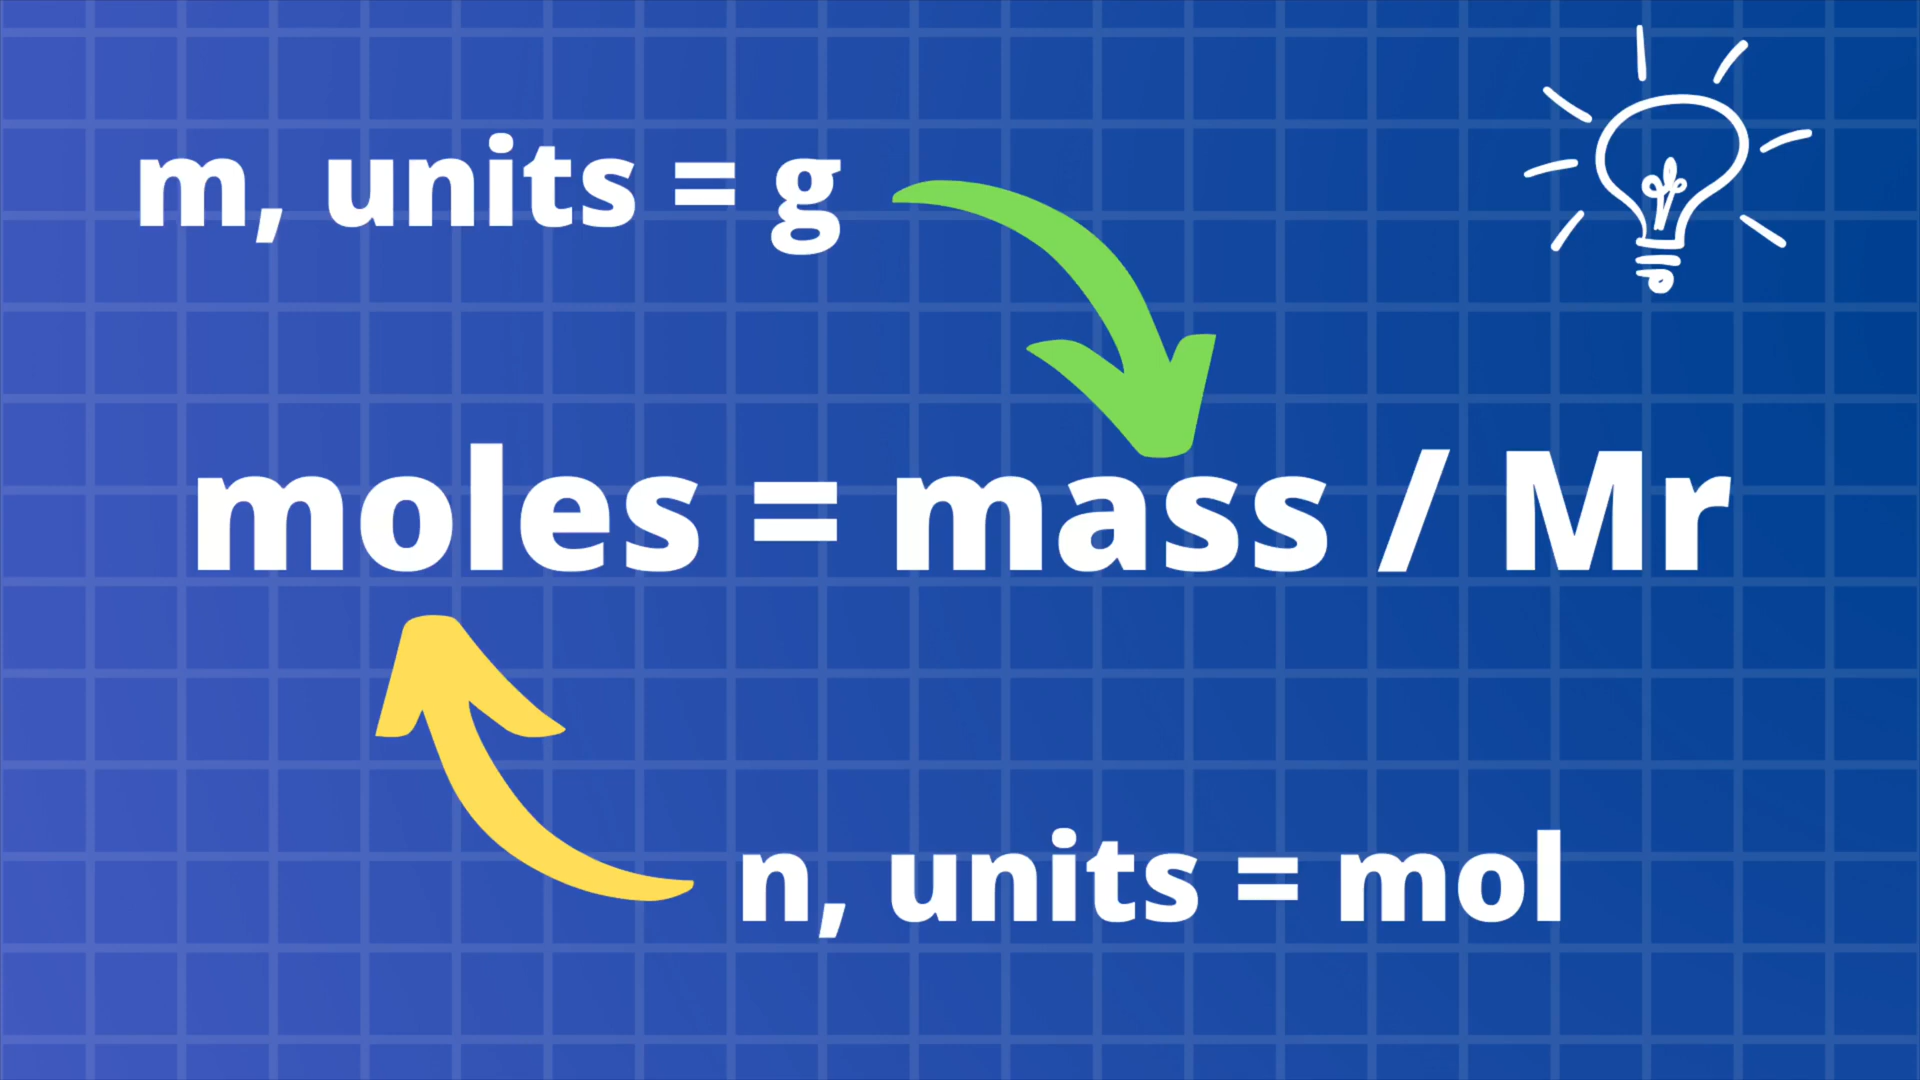 m, units = g
moles = mass / Mr
n, units = mol